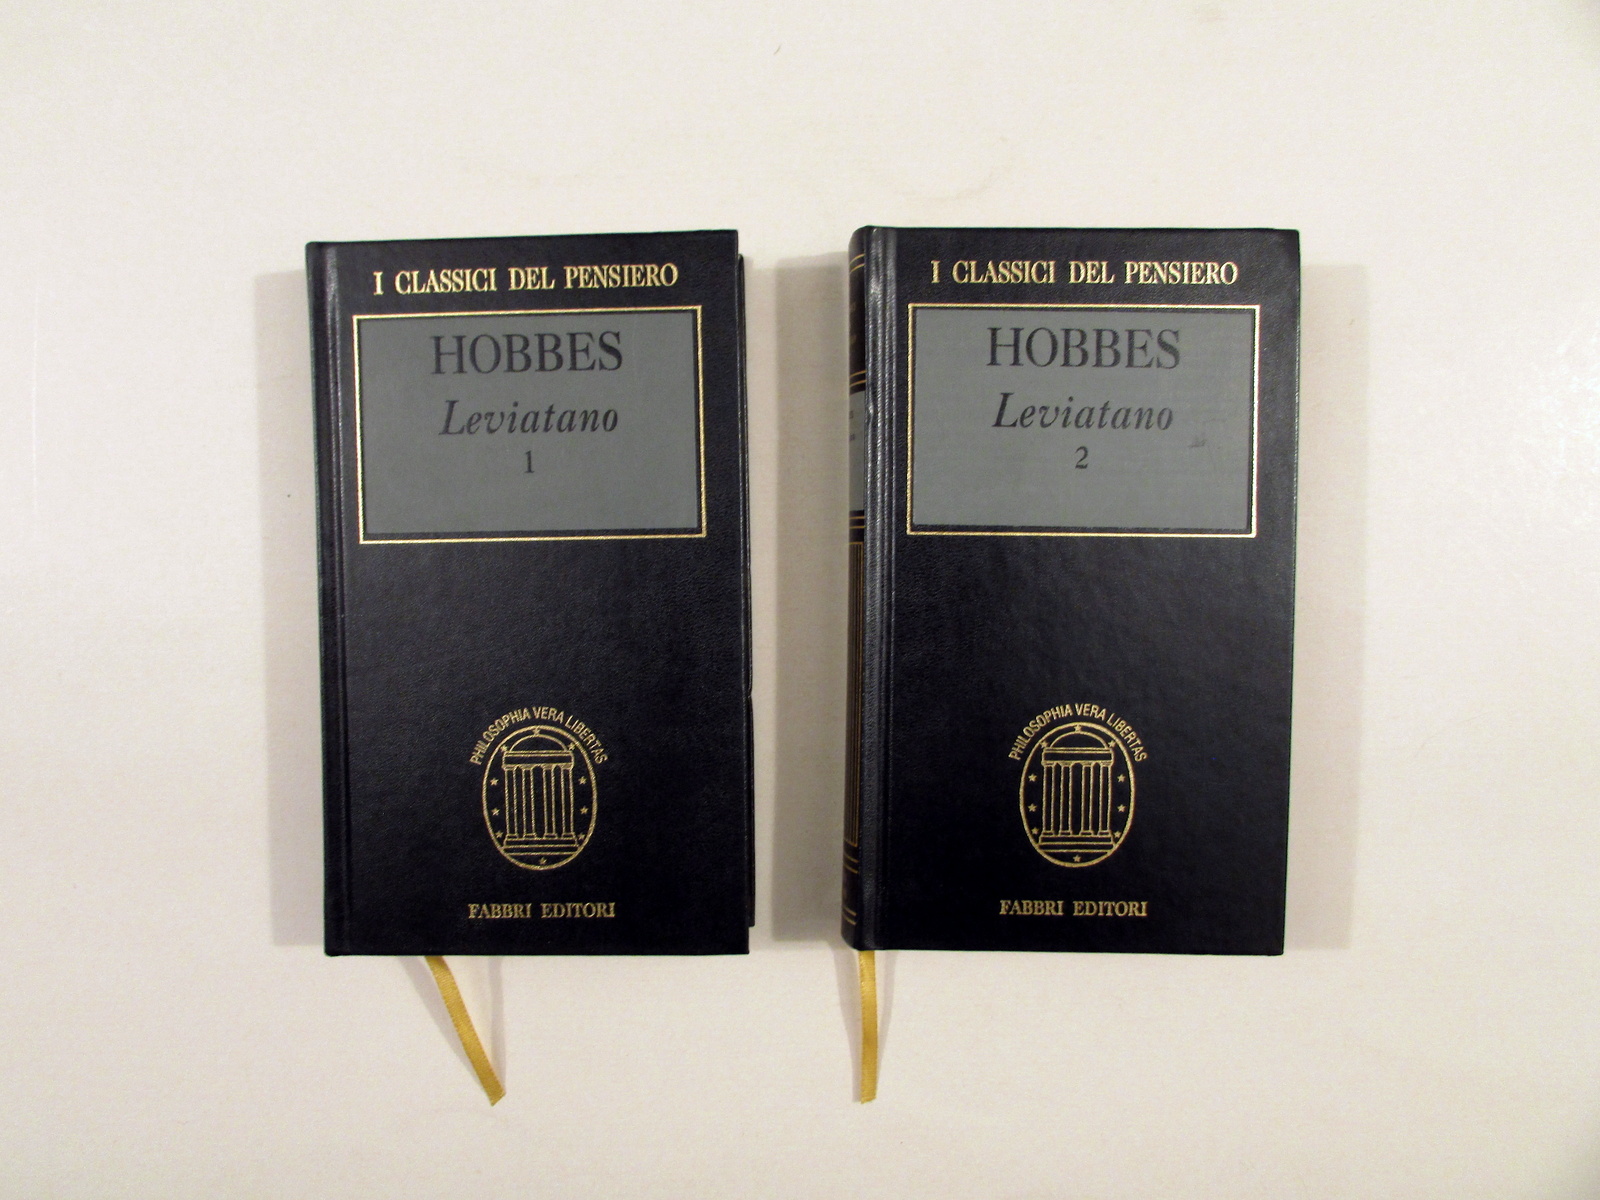 I CLASSICI DEL PENSIERO
HOBBES
Leviatano
1
PHILOSOPHIA VERA LIBERTAS
FABBRI EDITORI
I CLASSICI DEL PENSIERO
HOBBES
Leviatano
2
PHILOSOPHIA VERA LIBERTAS
FABBRI EDITORI